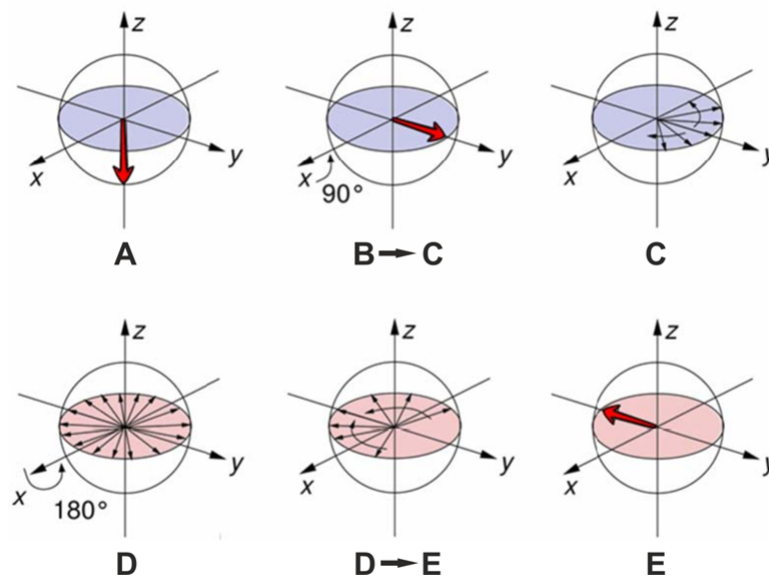 z z z
x y x y x y
90°
A B → C C
z z z
x y x y x y
180°
D D → E E